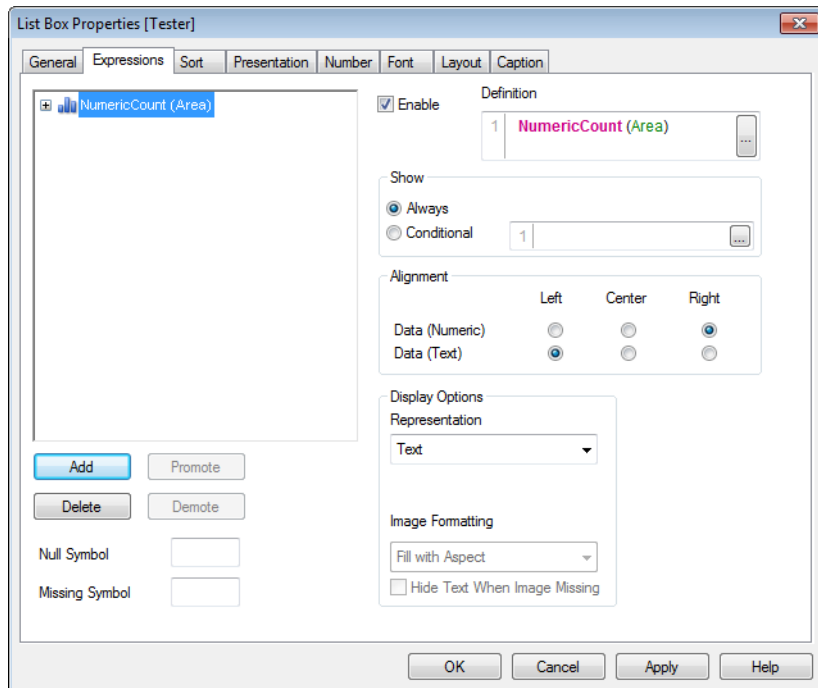 List Box Properties [Tester]
General Expressions Sort Presentation Number Font Layout Caption
NumericCount (Area)
Enable
Definition
1 NumericCount (Area)
...
Show
Always
Conditional
1
...
Alignment
Left Center Right
Data (Numeric)
Data (Text)
Display Options
Representation
Text
Add Promote
Delete Demote
Image Formatting
Fill with Aspect
Hide Text When Image Missing
Null Symbol
Missing Symbol
OK Cancel Apply Help